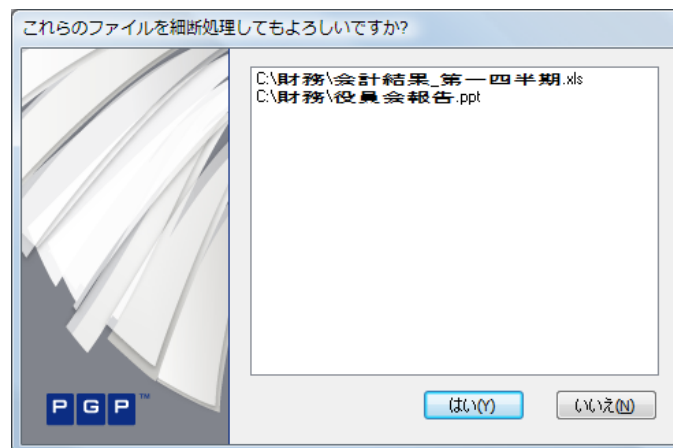 これらのファイルを細断処理してもよろしいですか?
C:\財務\会計結果_第一四半期.xls
C:\財務\役員会報告.ppt
PGP™
はい(Y)
いいえ(N)